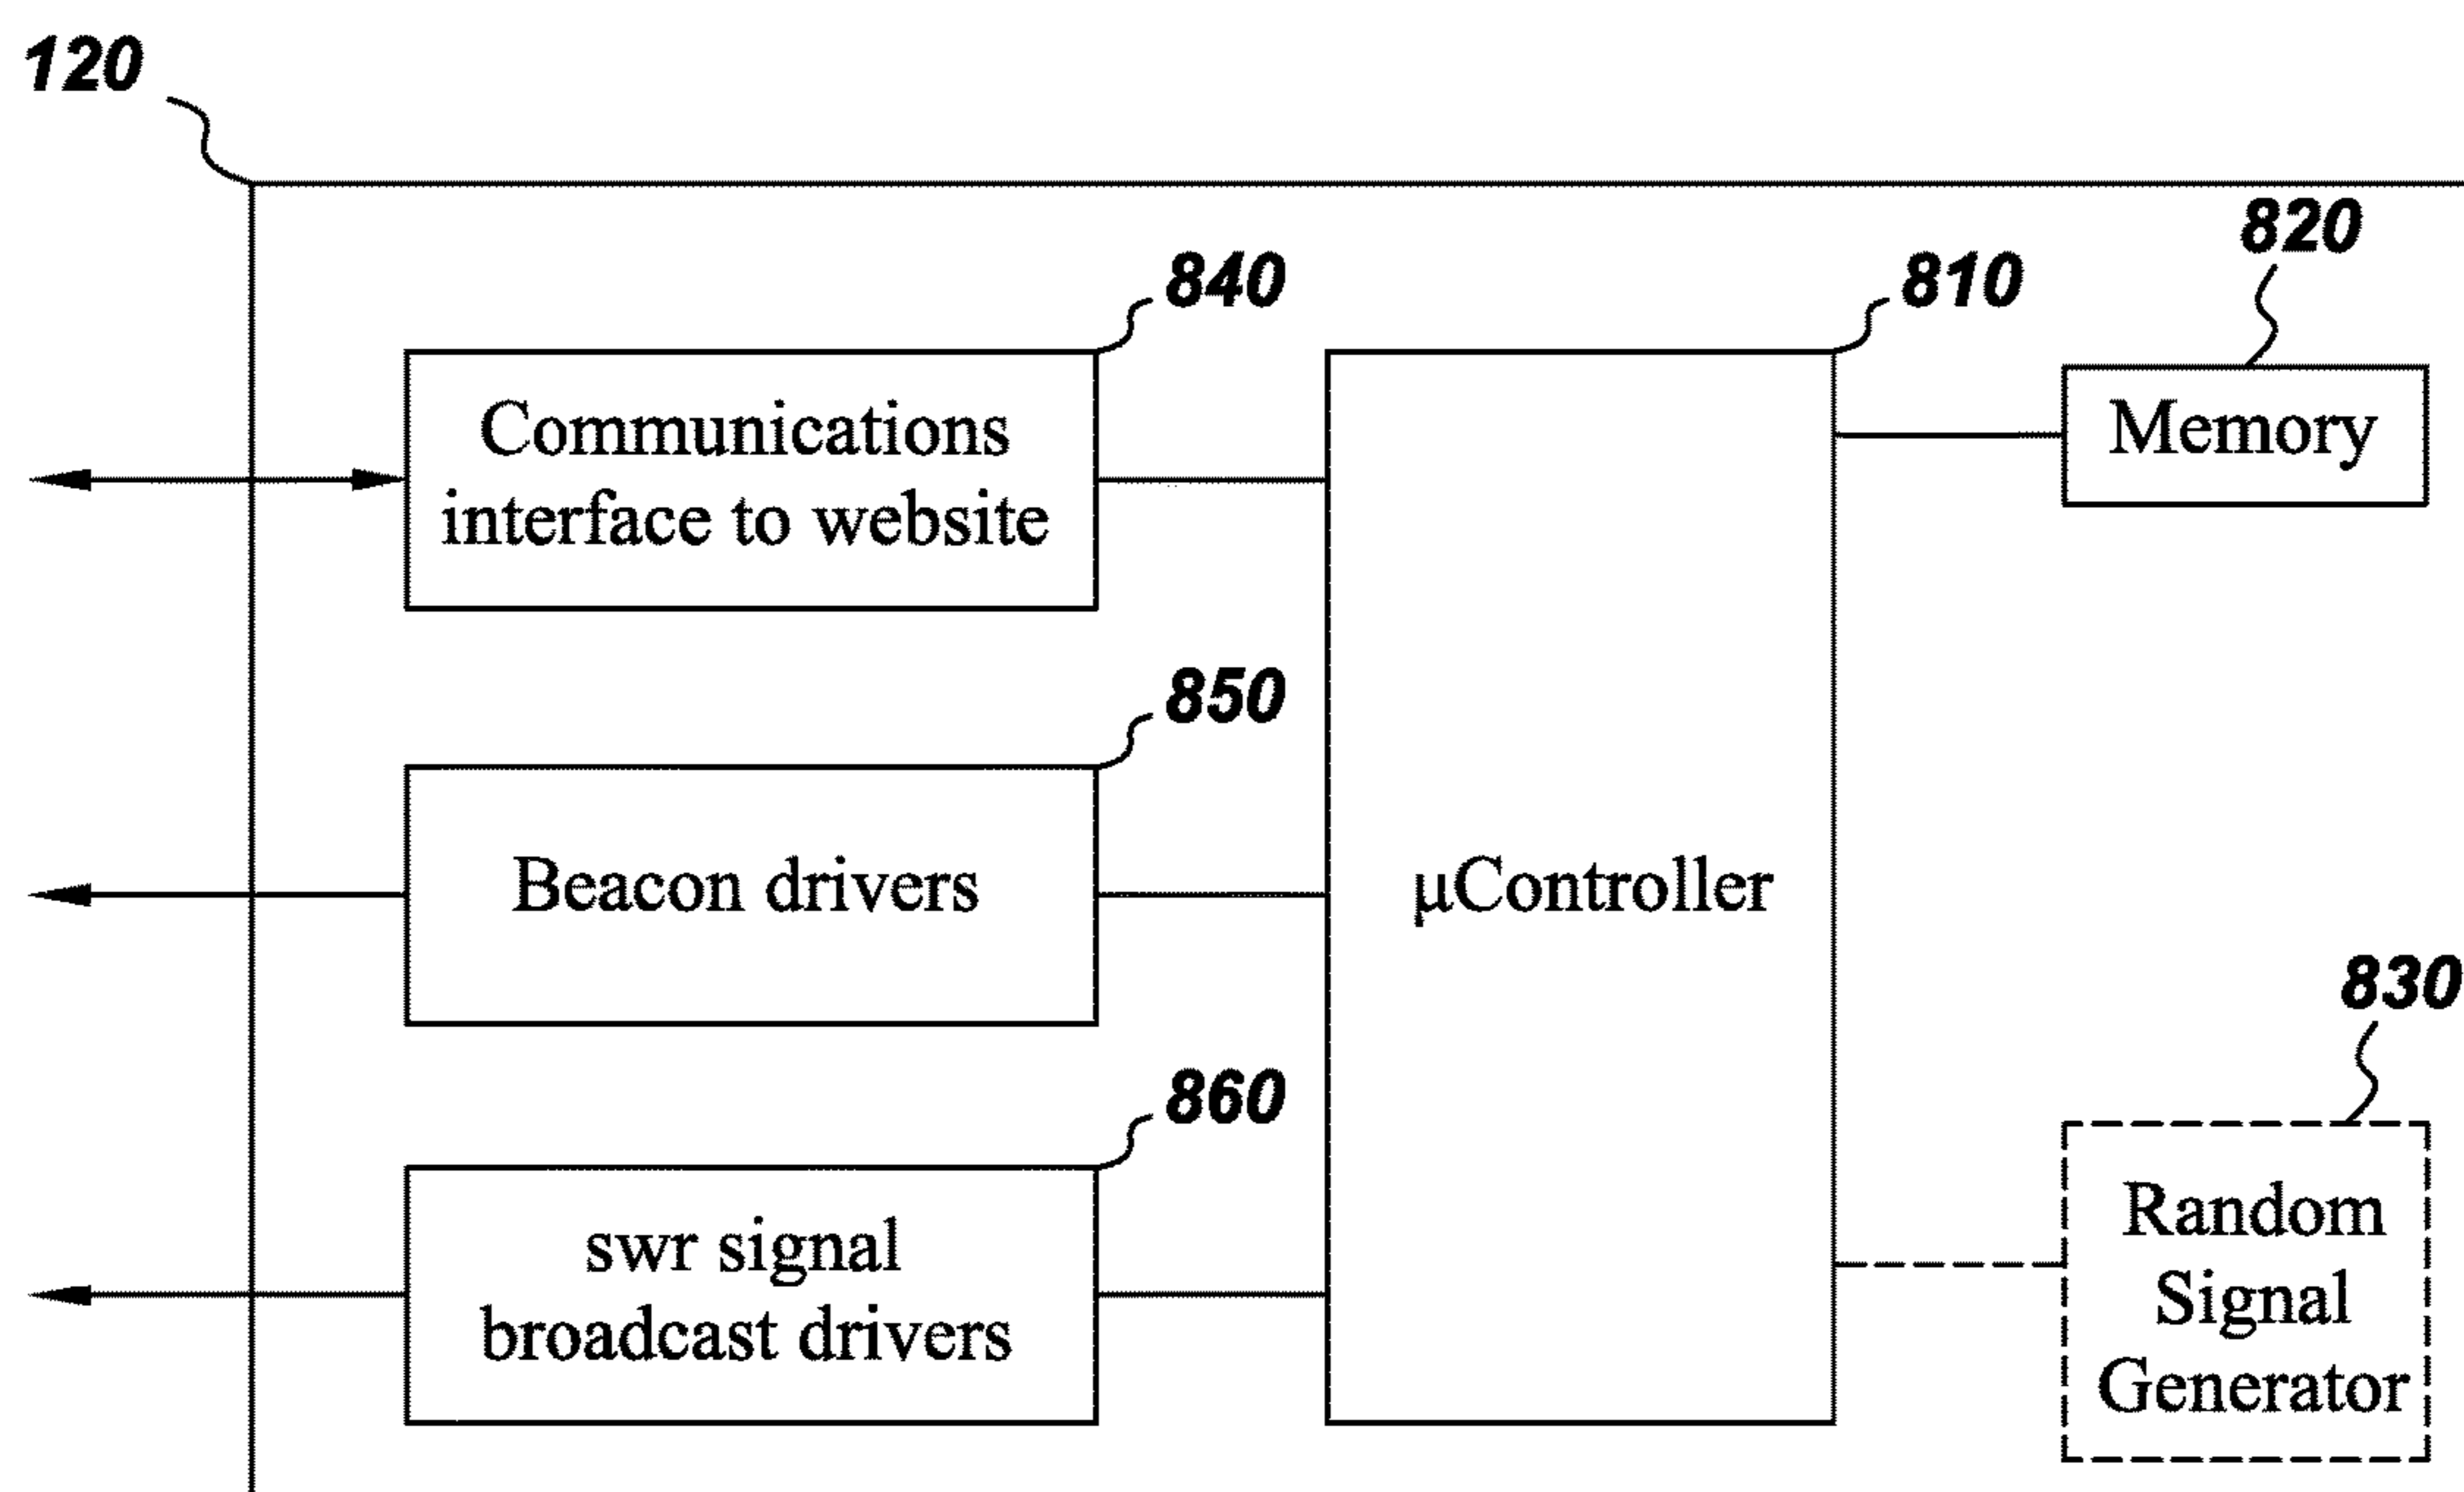 120
820
840
810
Communications
interface to website
Memory
850
Beacon drivers
μController
830
860
swr signal
broadcast drivers
Random
Signal
Generator